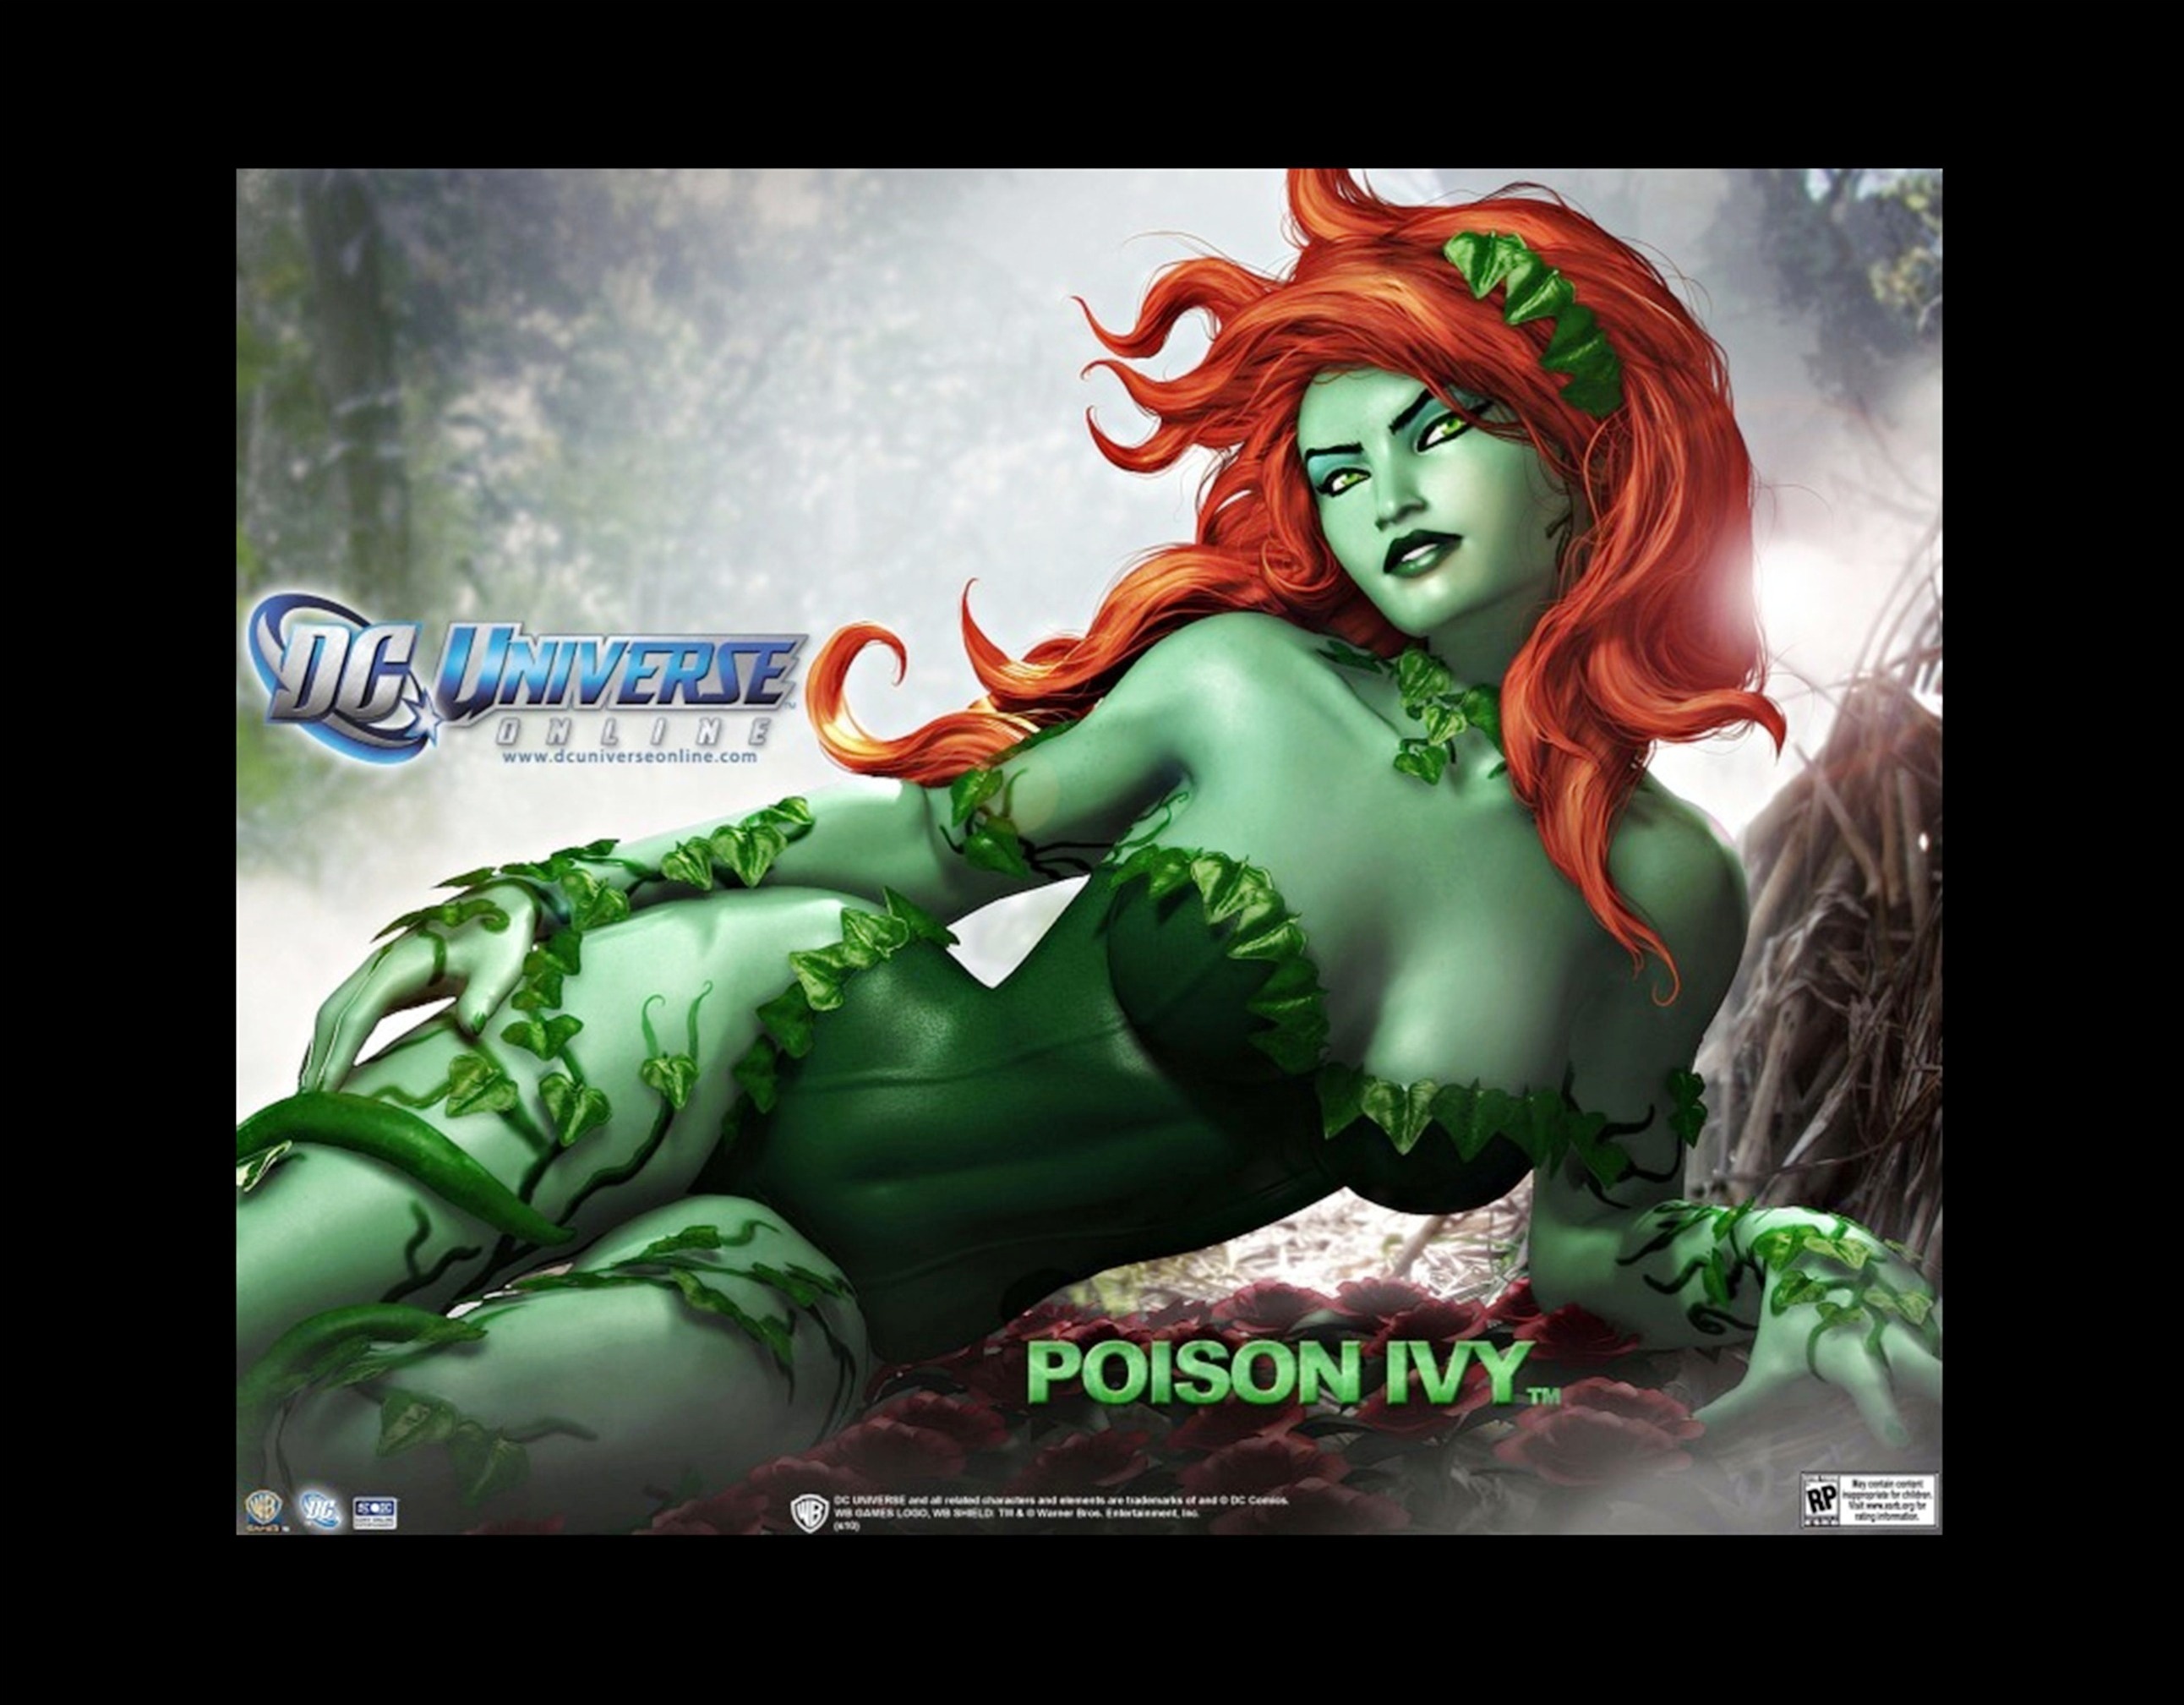 DC UNIVERSE™
ONLINE
www.dcuniverseonline.com
POISON IVY™
WB
DC
SOE
WB
DC UNIVERSE and all related characters and elements are trademarks of and © DC Comics.
WB GAMES LOGO, WB SHIELD: TM & © Warner Bros. Entertainment, Inc.
(s10)
RP
May contain content
inappropriate for children.
Visit www.esrb.org for
rating information.